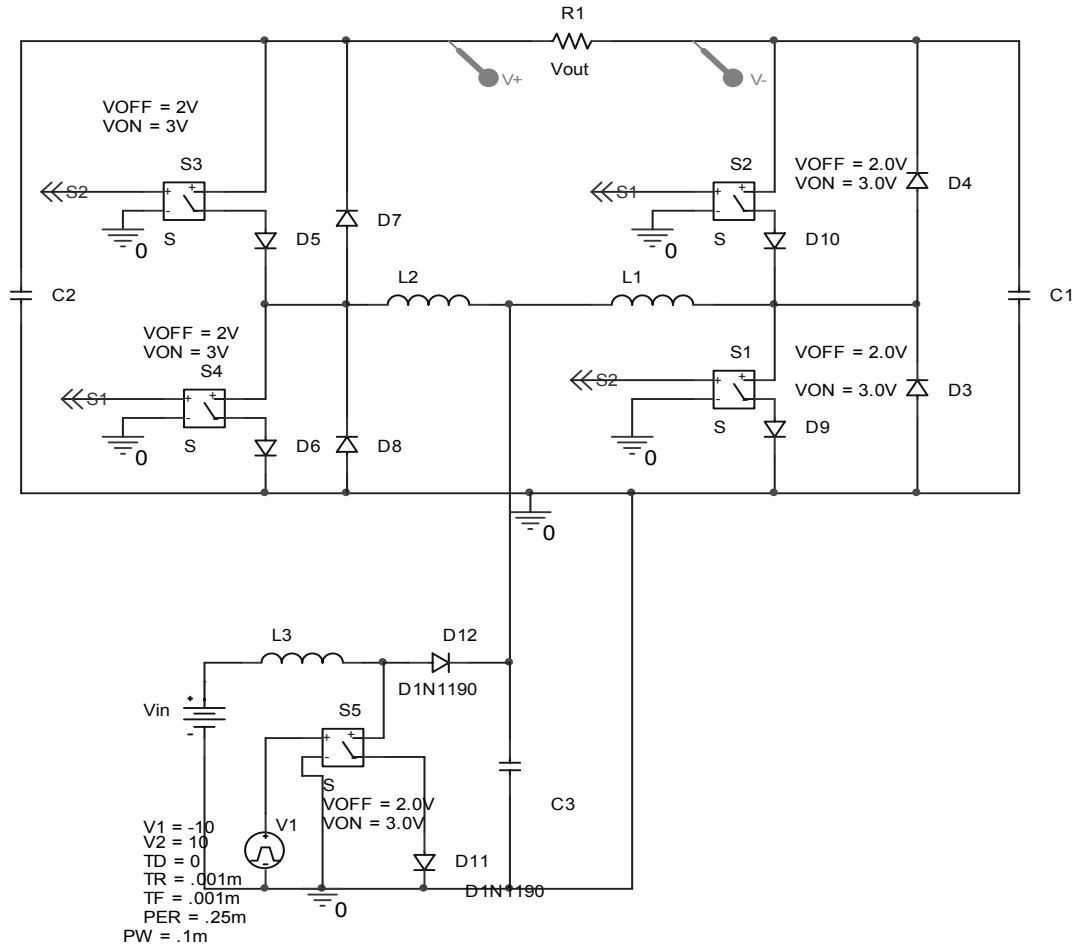 R1
Vout
V+
V-
VOFF = 2V
VON = 3V
S3
S2
S
0
D5
D7
S2
S1
S
0
VOFF = 2.0V
VON = 3.0V
D4
D10
C2
L2
L1
C1
VOFF = 2V
VON = 3V
S4
S1
S
0
D6
D8
S1
S2
S
0
VOFF = 2.0V
VON = 3.0V
D3
D9
0
L3
D12
D1N1190
Vin
+
-
S5
S
VOFF = 2.0V
VON = 3.0V
C3
V1
V1 = -10
V2 = 10
TD = 0
TR = .001m
TF = .001m
PER = .25m
PW = .1m
D11
D1N1190
0